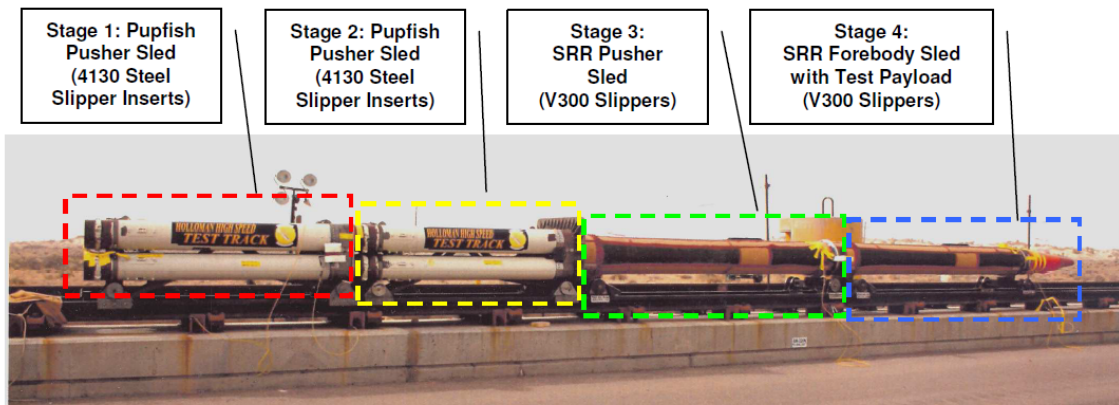 Stage 1: Pupfish
Pusher Sled
(4130 Steel
Slipper Inserts)
Stage 2: Pupfish
Pusher Sled
(4130 Steel
Slipper Inserts)
Stage 3:
SRR Pusher
Sled
(V300 Slippers)
Stage 4:
SRR Forebody Sled
with Test Payload
(V300 Slippers)
HOLLOMAN HIGH SPEED
TEST TRACK
HOLLOMAN HIGH SPEED
TEST TRACK